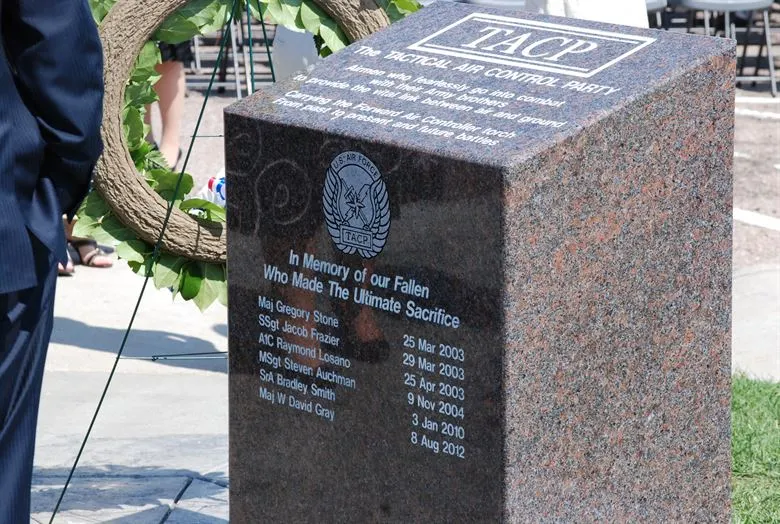 TACP
The TACTICAL AIR CONTROL PARTY
Airmen who fearlessly go into combat
with their Army brothers
to provide the vital link between air and ground
Carrying the Forward Air Controller torch
From past to present and future battles
U.S. AIR FORCE
TACP
In Memory of our Fallen
Who Made The Ultimate Sacrifice
Maj Gregory Stone 25 Mar 2003
SSgt Jacob Frazier 29 Mar 2003
A1C Raymond Losano 25 Apr 2003
MSgt Steven Auchman 9 Nov 2004
SrA Bradley Smith 3 Jan 2010
Maj W David Gray 8 Aug 2012